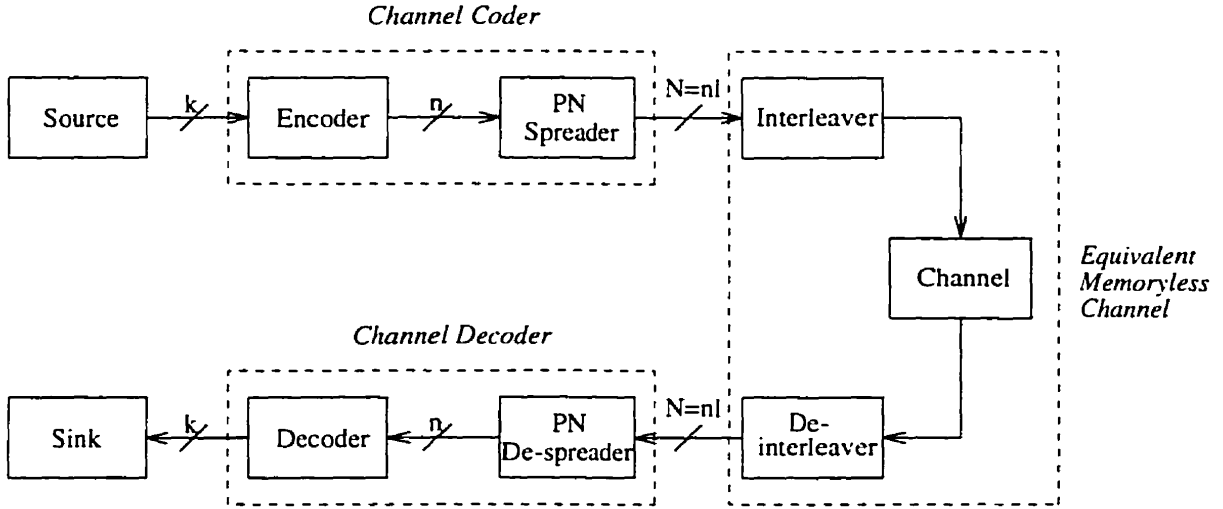 Channel Coder
Source
k
Encoder
n
PN
Spreader
N=nl
Interleaver
Channel
Equivalent
Memoryless
Channel
Channel Decoder
Sink
k
Decoder
n
PN
De-spreader
N=nl
De-
interleaver